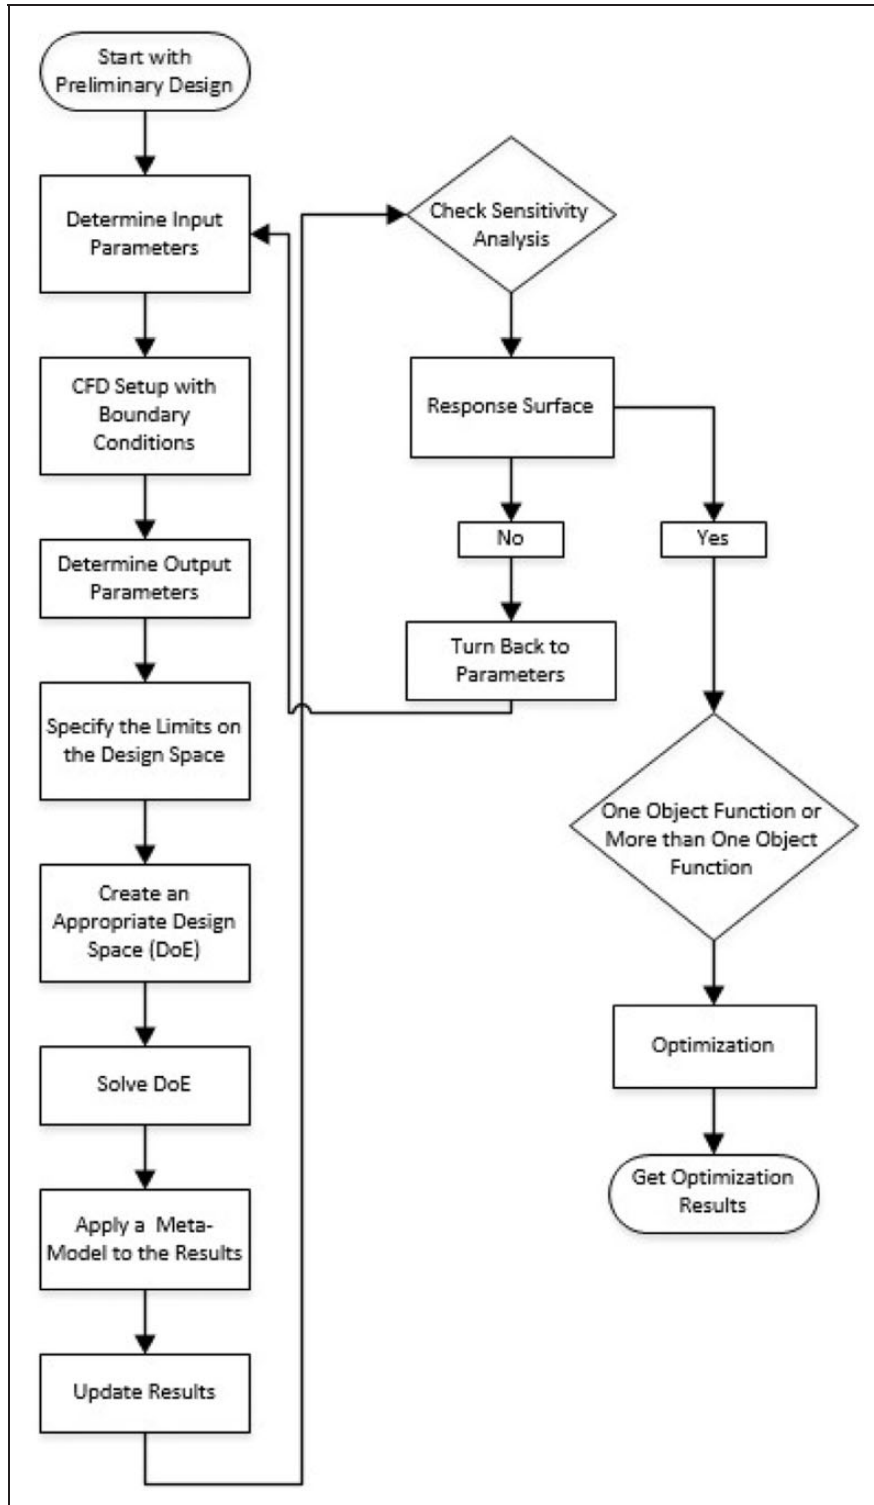 Start with
Preliminary Design
Determine Input
Parameters
CFD Setup with
Boundary
Conditions
Determine Output
Parameters
Specify the Limits on
the Design Space
Create an
Appropriate Design
Space (DoE)
Solve DoE
Apply a Meta-
Model to the Results
Update Results
Check Sensitivity
Analysis
Response Surface
No
Yes
Turn Back to
Parameters
One Object Function or
More than One Object
Function
Optimization
Get Optimization
Results